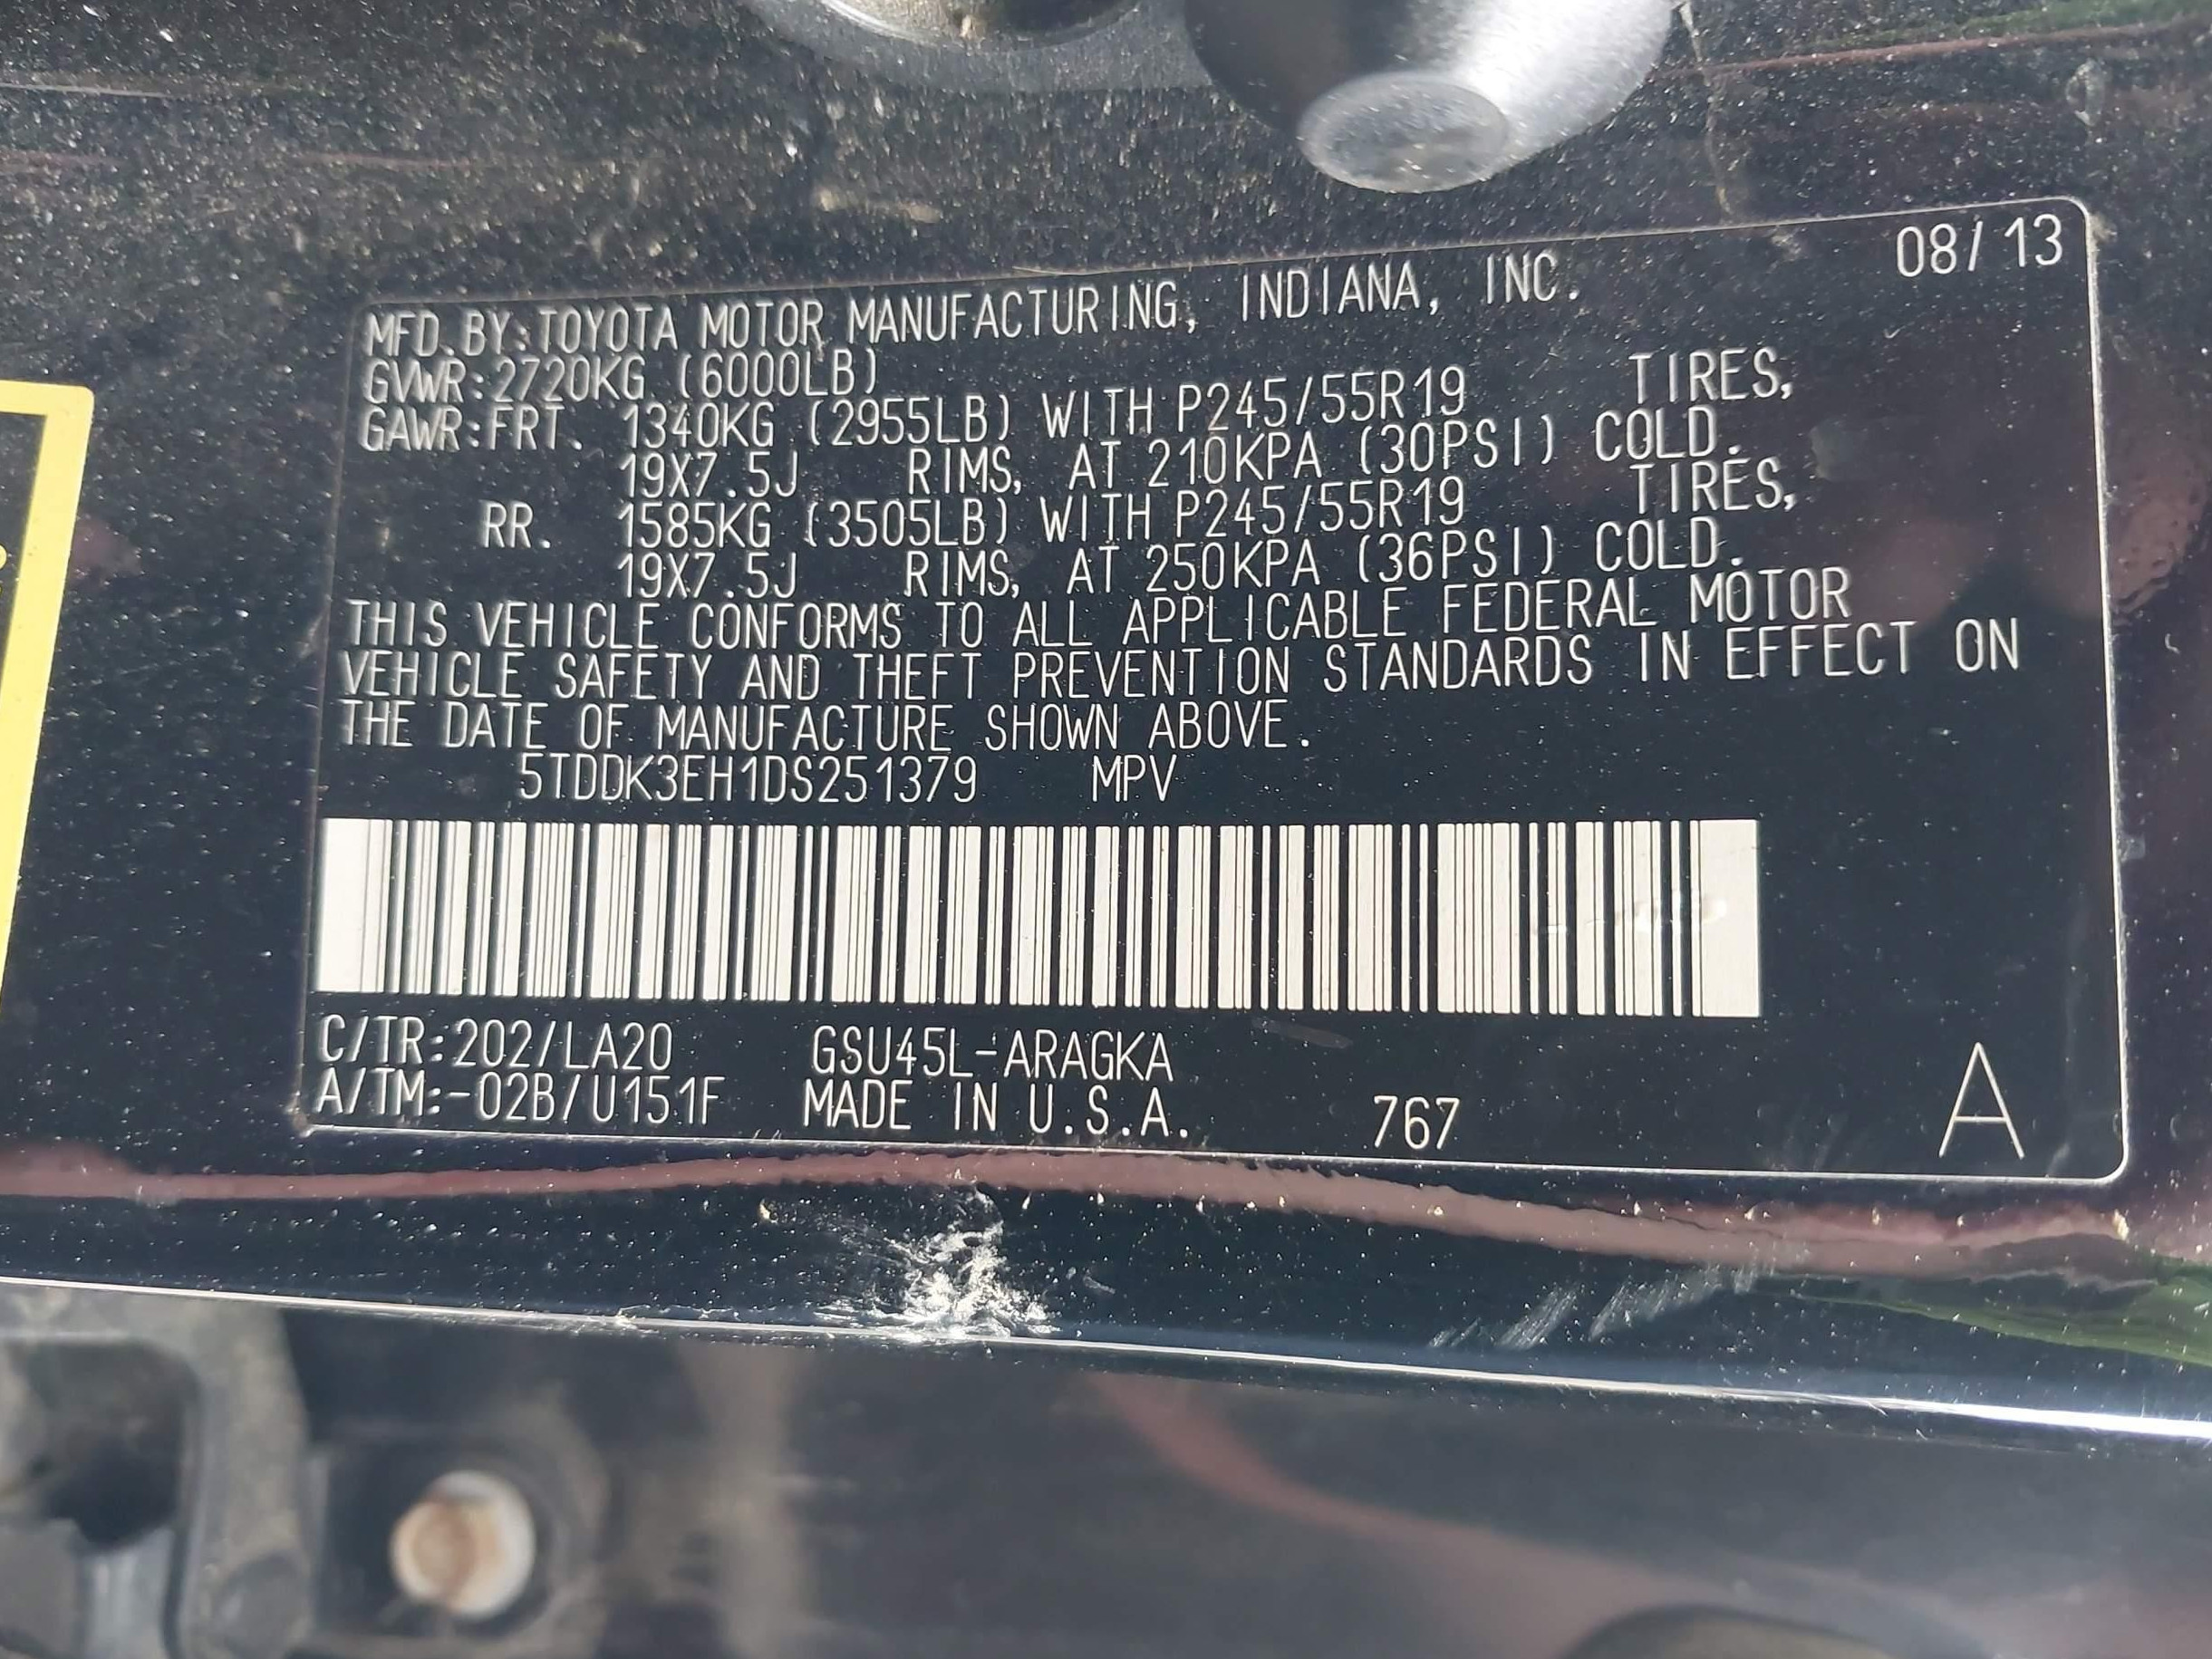 08/13
MFD.BY:TOYOTA MOTOR MANUFACTURING, INDIANA, INC.
GVWR:2720KG (6000LB)
GAWR:FRT. 1340KG (2955LB) WITH P245/55R19 TIRES,
19X7.5J RIMS, AT 210KPA (30PSI) COLD.
RR. 1585KG (3505LB) WITH P245/55R19 TIRES,
19X7.5J RIMS, AT 250KPA (36PSI) COLD.
THIS VEHICLE CONFORMS TO ALL APPLICABLE FEDERAL MOTOR
VEHICLE SAFETY AND THEFT PREVENTION STANDARDS IN EFFECT ON
THE DATE OF MANUFACTURE SHOWN ABOVE.
5TDDK3EH1DS251379 MPV
C/TR:202/LA20 GSU45L-ARAGKA
A/TM:-02B/U151F MADE IN U.S.A. 767 A